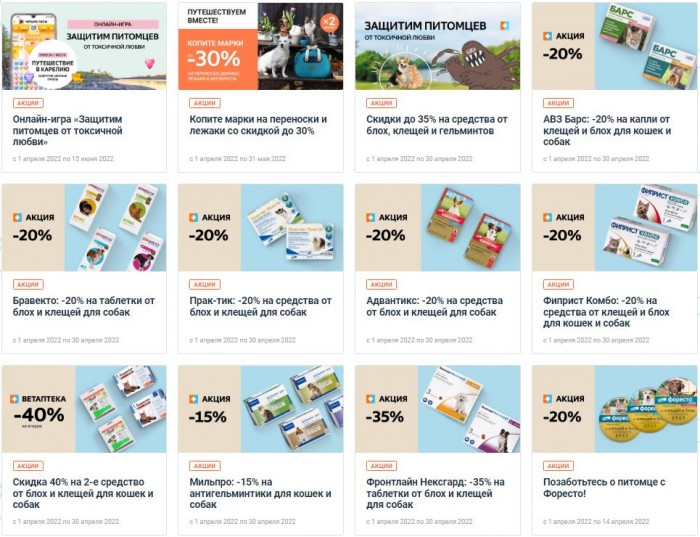 ОНЛАЙН-ИГРА
ЗАЩИТИМ ПИТОМЦЕВ
ОТ ТОКСИЧНОЙ ЛЮБВИ
ПУТЕШЕСТВИЕ
В КАРЕЛИЮ
АКЦИИ
Онлайн-игра «Защитим
питомцев от токсичной
любви»
с 1 апреля 2022 по 15 июня 2022
ПУТЕШЕСТВУЕМ
ВМЕСТЕ!
КОПИТЕ МАРКИ
-30%
×2
АКЦИИ
Копите марки на переноски и
лежаки со скидкой до 30%
с 1 апреля 2022 по 31 мая 2022
ЗАЩИТИМ ПИТОМЦЕВ
ОТ ТОКСИЧНОЙ ЛЮБВИ
АКЦИИ
Скидки до 35% на средства от
блох, клещей и гельминтов
с 1 апреля 2022 по 30 апреля 2022
АКЦИЯ
-20%
БАРС
БАРС
АКЦИИ
АВЗ Барс: -20% на капли от
клещей и блох для кошек и
собак
с 1 апреля 2022 по 30 апреля 2022
АКЦИЯ
-20%
АКЦИИ
Бравекто: -20% на таблетки от
блох и клещей для собак
с 1 апреля 2022 по 30 апреля 2022
АКЦИЯ
-20%
АКЦИИ
Прак-тик: -20% на средства от
блох и клещей для собак
с 1 апреля 2022 по 30 апреля 2022
АКЦИЯ
-20%
АКЦИИ
Адвантикс: -20% на средства
от блох и клещей для собак
с 1 апреля 2022 по 30 апреля 2022
АКЦИЯ
-20%
ФИПРИСТ КОМБО
ФИПРИСТ КОМБО
АКЦИИ
Фиприст Комбо: -20% на
средства от клещей и блох
для кошек и собак
с 1 апреля 2022 по 30 апреля 2022
ВЕТАПТЕКА
-40%
АКЦИИ
Скидка 40% на 2-е средство
от блох и клещей для кошек и
собак
с 1 апреля 2022 по 30 апреля 2022
АКЦИЯ
-15%
АКЦИИ
Мильпро: -15% на
антигельминтики для кошек и
собак
с 1 апреля 2022 по 30 апреля 2022
АКЦИЯ
-35%
АКЦИИ
Фронтлайн Нексгард: -35% на
таблетки от блох и клещей
для собак
с 1 апреля 2022 по 30 апреля 2022
АКЦИЯ
-20%
форесто
форесто
форесто
АКЦИИ
Позаботьтесь о питомце с
Форесто!
с 1 апреля 2022 по 14 апреля 2022